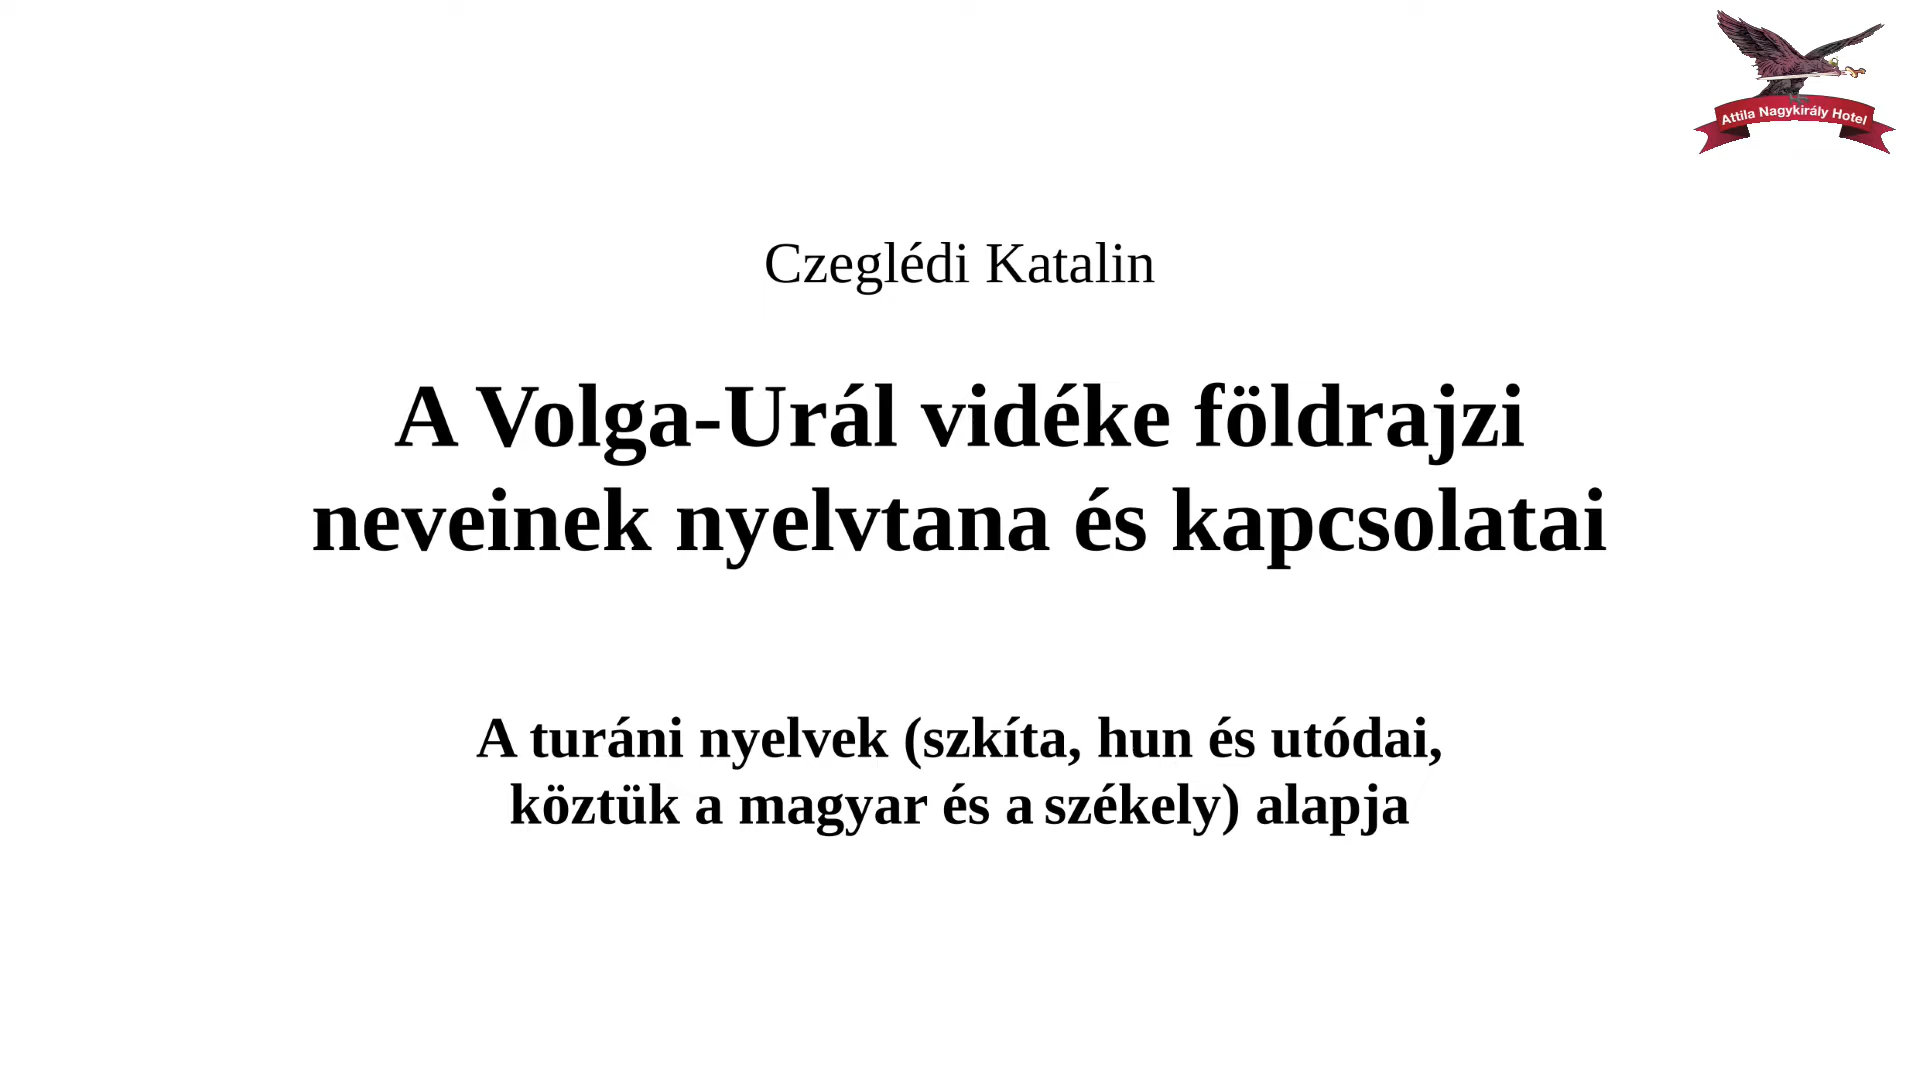 Attila Nagykirály Hotel
Czeglédi Katalin
A Volga-Urál vidéke földrajzi
neveinek nyelvtana és kapcsolatai
A turáni nyelvek (szkíta, hun és utódai,
köztük a magyar és a székely) alapja